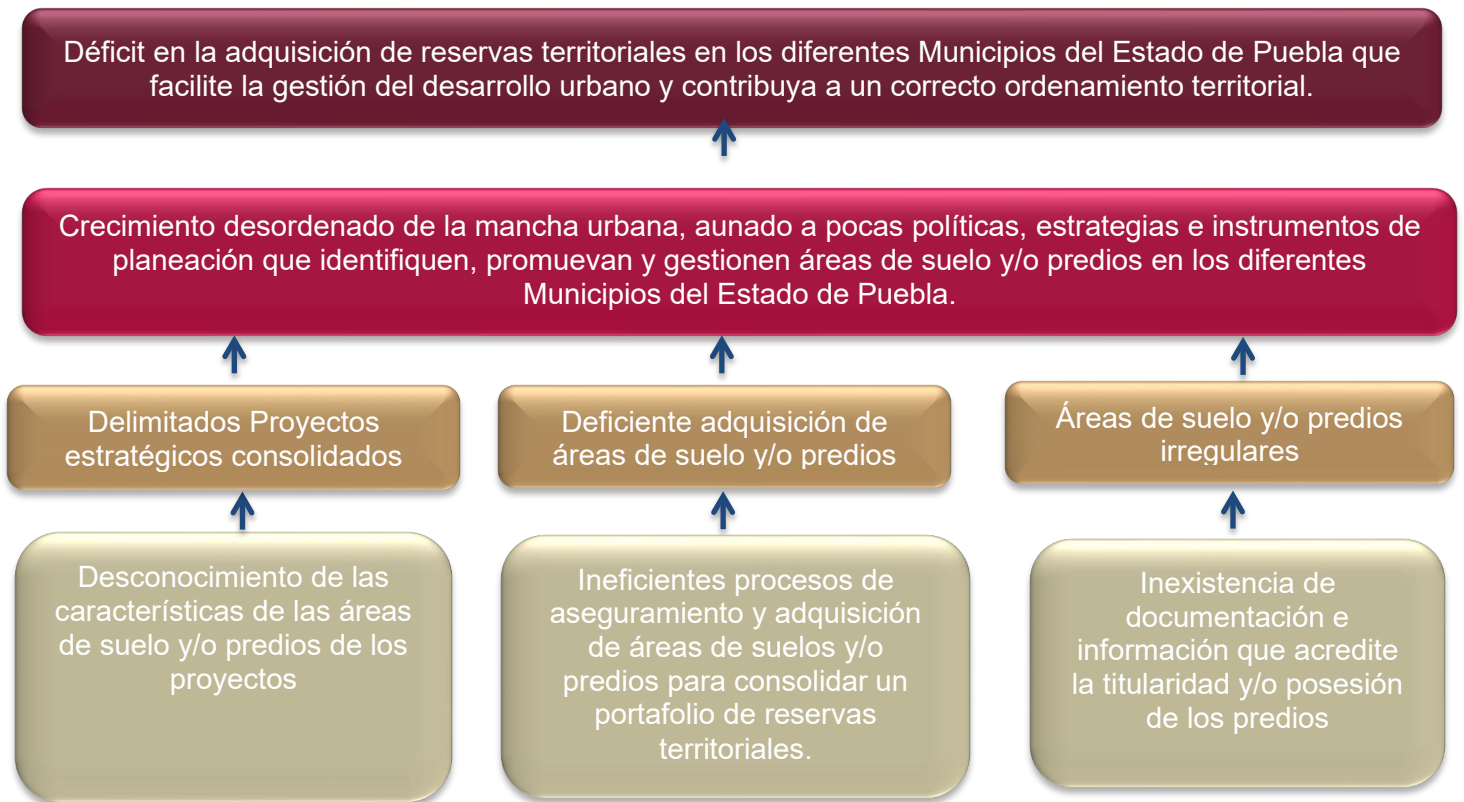 Déficit en la adquisición de reservas territoriales en los diferentes Municipios del Estado de Puebla que
facilite la gestión del desarrollo urbano y contribuya a un correcto ordenamiento territorial.
Crecimiento desordenado de la mancha urbana, aunado a pocas políticas, estrategias e instrumentos de
planeación que identifiquen, promuevan y gestionen áreas de suelo y/o predios en los diferentes
Municipios del Estado de Puebla.
Delimitados Proyectos
estratégicos consolidados
Deficiente adquisición de
áreas de suelo y/o predios
Áreas de suelo y/o predios
irregulares
Desconocimiento de las
características de las áreas
de suelo y/o predios de los
proyectos
Ineficientes procesos de
aseguramiento y adquisición
de áreas de suelos y/o
predios para consolidar un
portafolio de reservas
territoriales.
Inexistencia de
documentación e
información que acredite
la titularidad y/o posesión
de los predios